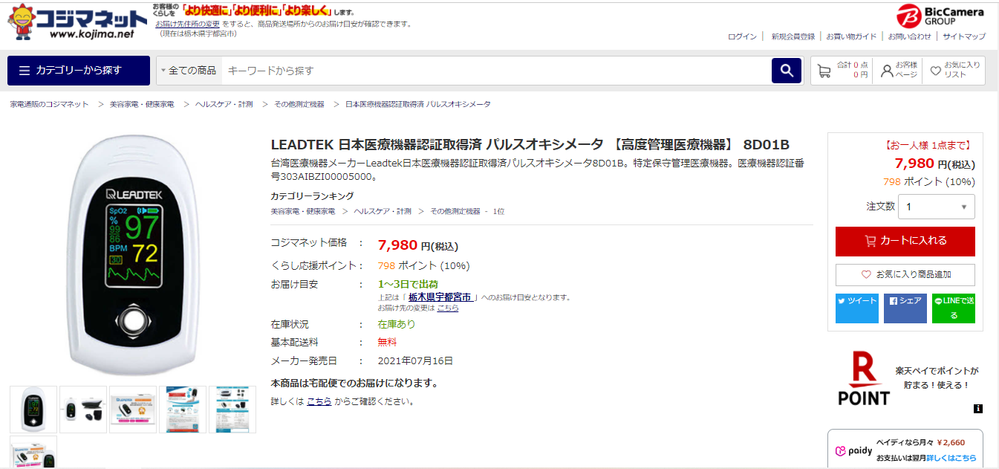 コジマネット
www.kojima.net
お客様の
くらしを
「より快適に」「より便利に」「より楽しく」します。
お届け先住所の変更 をすると、商品発送場所からのお届け目安が確認できます。
（現在は栃木県宇都宮市）
BicCamera
GROUP
ログイン
新規会員登録
お買い物ガイド
お問い合わせ
サイトマップ
カテゴリーから探す
全ての商品
キーワードから探す
合計 0 点
0 円
お客様
ページ
お気に入り
リスト
家電通販のコジマネット > 美容家電・健康家電 > ヘルスケア・計測 > その他測定機器 > 日本医療機器認証取得済 パルスオキシメータ
LEADTEK
SpO2
%
99
86
97
BPM
30
72
LEADTEK 日本医療機器認証取得済 パルスオキシメータ 【高度管理医療機器】 8D01B
台湾医療機器メーカーLeadtek日本医療機器認証取得済パルスオキシメータ8D01B。特定保守管理医療機器。医療機器認証番
号303AIBZI00005000。
カテゴリーランキング
美容家電・健康家電 > ヘルスケア・計測 > その他測定機器 - 1位
コジマネット価格 : 7,980 円(税込)
くらし応援ポイント : 798 ポイント (10%)
お届け目安 : 1～3日で出荷
上記は「 栃木県宇都宮市 」へのお届け目安となります。
お届け先の変更は こちら
在庫状況 : 在庫あり
基本配送料 : 無料
メーカー発売日 : 2021年07月16日
本商品は宅配便でのお届けになります。
詳しくは こちら からご確認ください。
【お一人様 1点まで】
7,980 円(税込)
798 ポイント (10%)
注文数 1
カートに入れる
お気に入り商品追加
ツイート
シェア
LINEで送
る
R
POINT
楽天ペイでポイントが
貯まる！使える！
i
paidy
ペイディなら月々 ¥2,660
お支払いは翌月詳しくはこちら